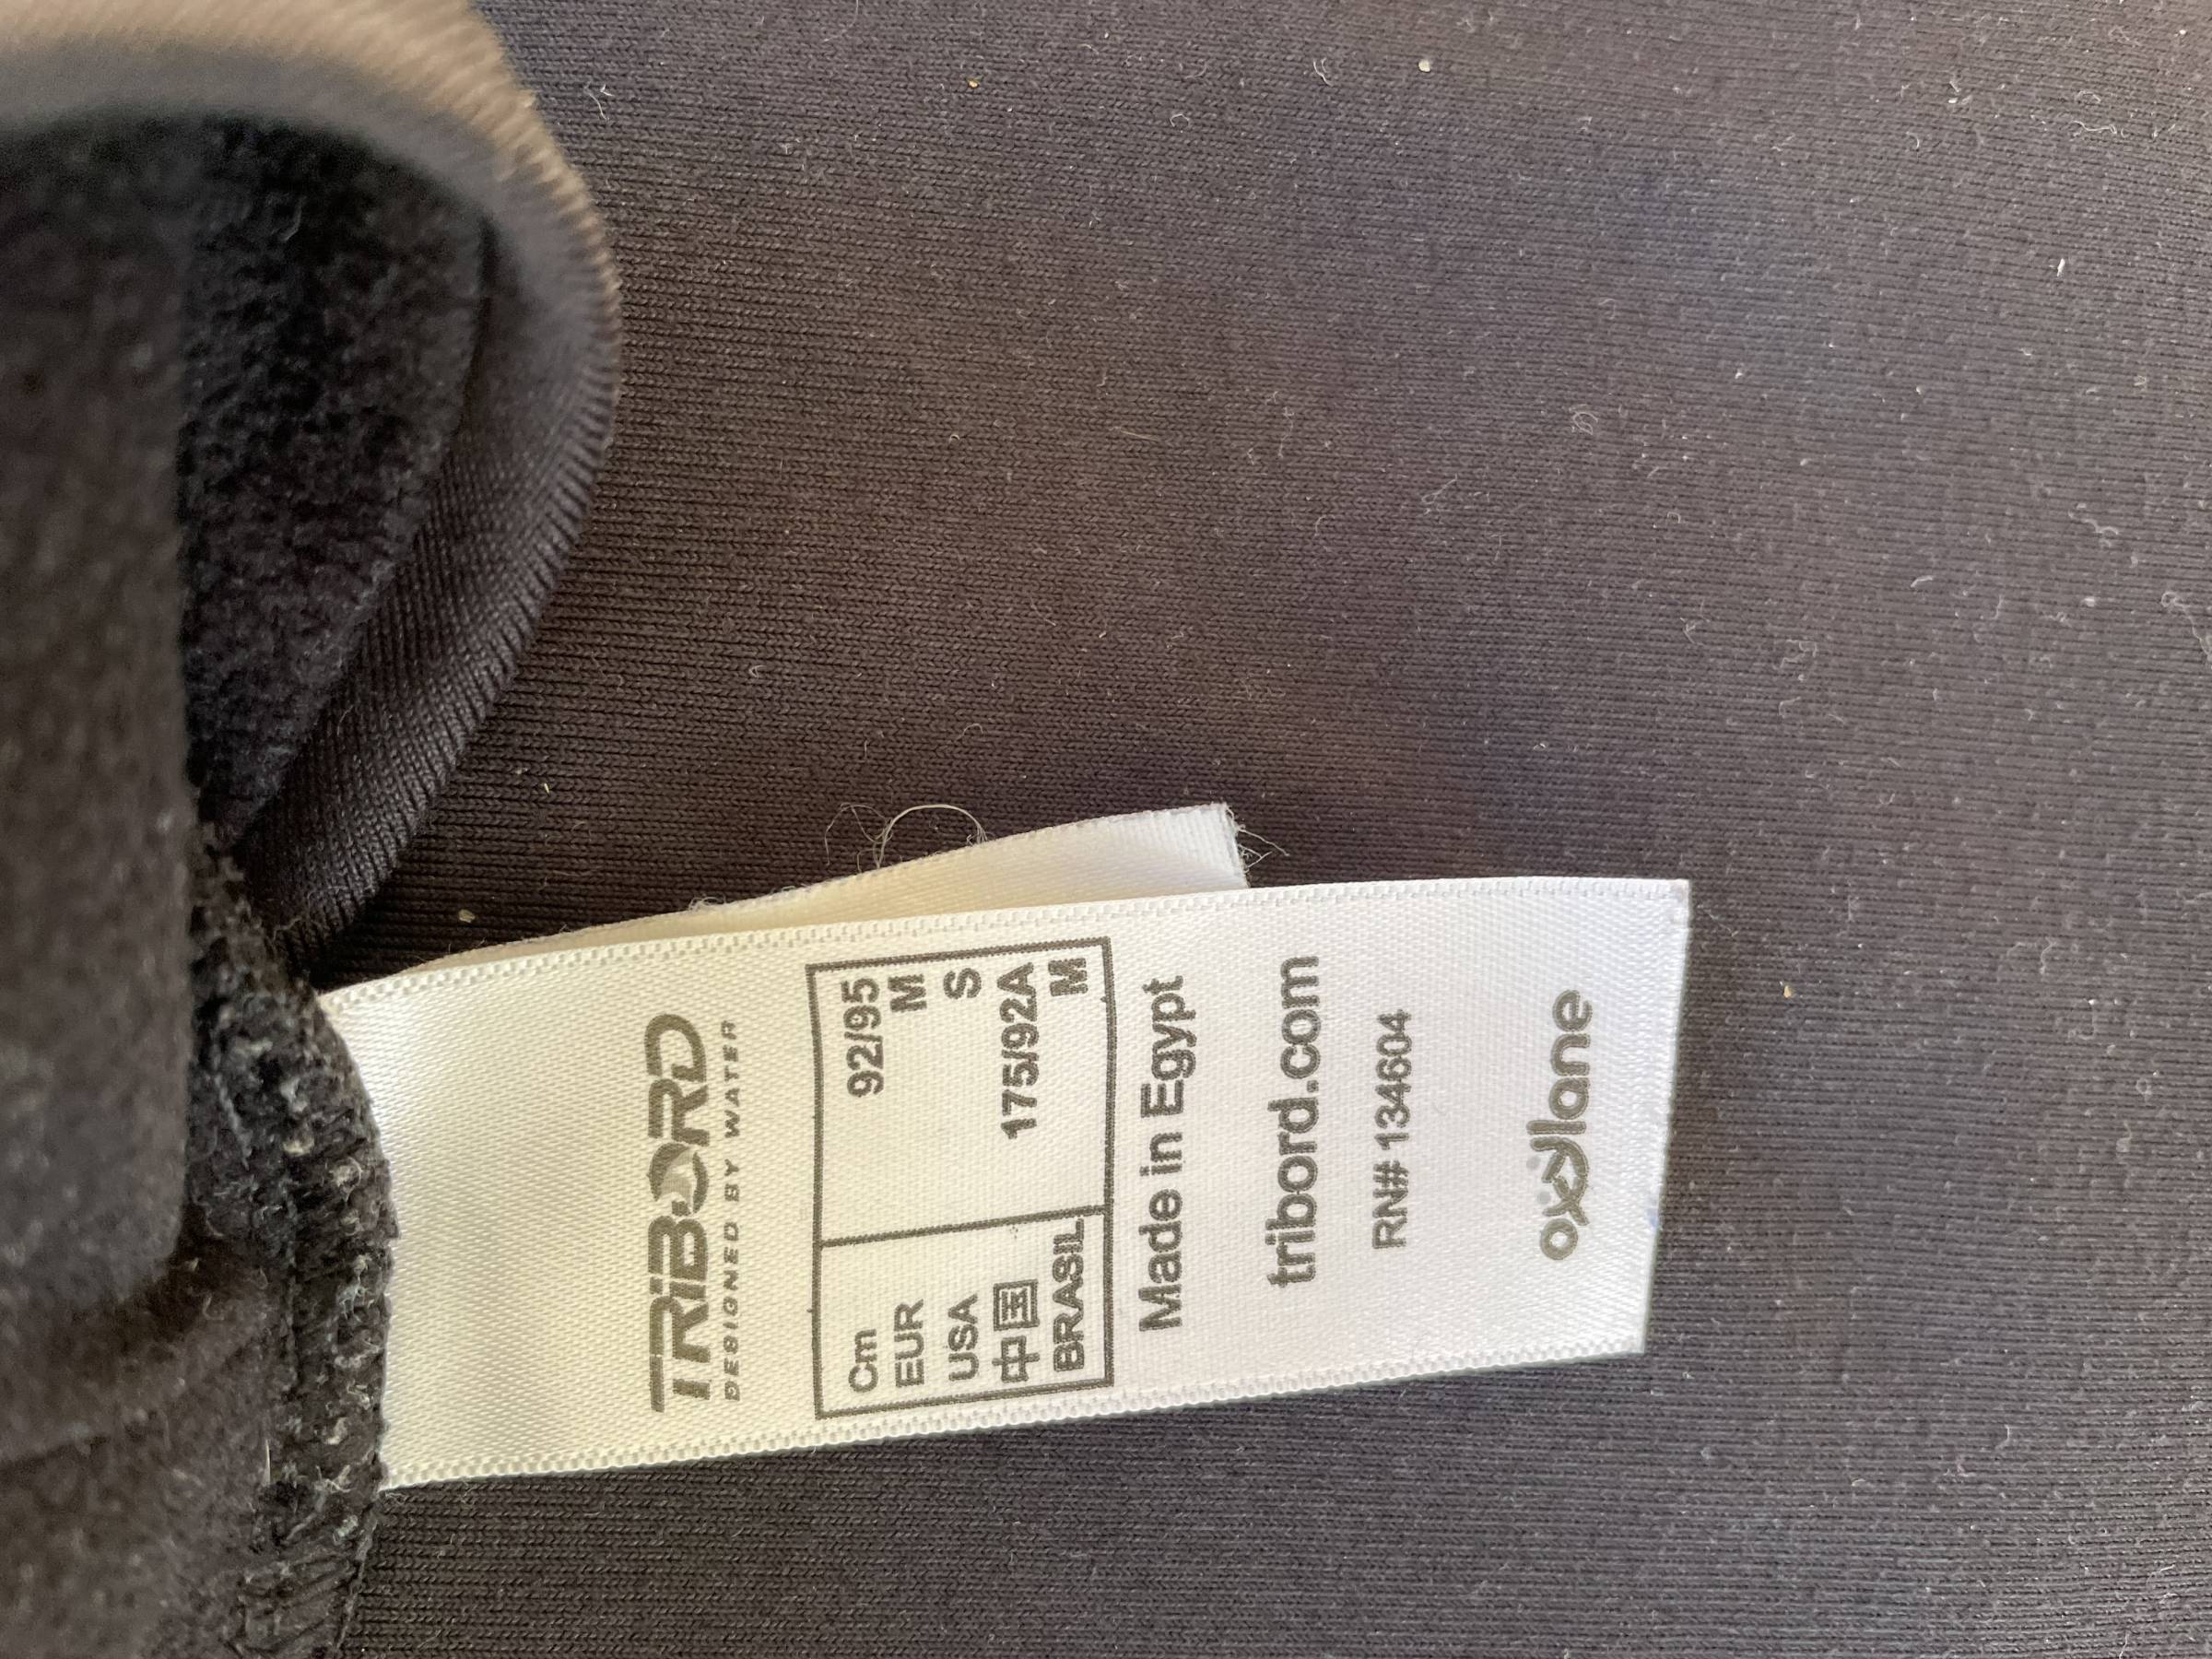 TRIBORD
DESIGNED BY WATER
Cm 92/95
EUR M
USA S
中国 175/92A
BRASIL M
Made in Egypt
tribord.com
RN# 134604
oxylane